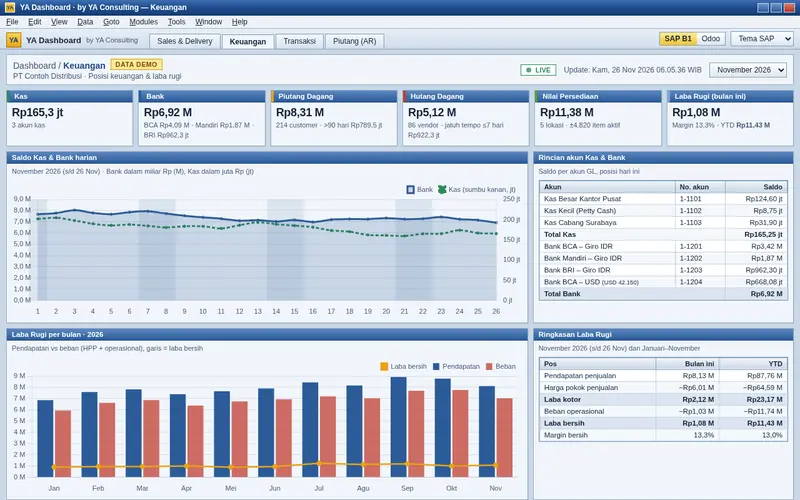 YA Dashboard · by YA Consulting — Keuangan
File Edit View Data Goto Modules Tools Window Help
YA YA Dashboard by YA Consulting Sales & Delivery Keuangan Transaksi Piutang (AR) SAP B1 Odoo Tema SAP
Dashboard / Keuangan DATA DEMO
PT Contoh Distribusi · Posisi keuangan & laba rugi
LIVE Update: Kam, 26 Nov 2026 06.05.36 WIB November 2026
Kas
Rp165,3 jt
3 akun kas
Bank
Rp6,92 M
BCA Rp4,09 M · Mandiri Rp1,87 M ·
BRI Rp962,3 jt
Piutang Dagang
Rp8,31 M
214 customer · >90 hari Rp789,5 jt
Hutang Dagang
Rp5,12 M
86 vendor · jatuh tempo ≤7 hari
Rp922,3 jt
Nilai Persediaan
Rp11,38 M
5 lokasi · ±4.820 item aktif
Laba Rugi (bulan ini)
Rp1,08 M
Margin 13,3% · YTD Rp11,43 M
Saldo Kas & Bank harian
November 2026 (s/d 26 Nov) · Bank dalam miliar Rp (M), Kas dalam juta Rp (jt)
Bank Kas (sumbu kanan, jt)
9,0 M 250 jt
8,0 M
7,0 M 200 jt
6,0 M
5,0 M 150 jt
4,0 M
3,0 M 100 jt
2,0 M 50 jt
1,0 M
0,0 M 0 jt
1 2 3 4 5 6 7 8 9 10 11 12 13 14 15 16 17 18 19 20 21 22 23 24 25 26
Rincian akun Kas & Bank
Saldo per akun GL, posisi hari ini
Akun No. akun Saldo
Kas Besar Kantor Pusat 1-1101 Rp124,60 jt
Kas Kecil (Petty Cash) 1-1102 Rp8,75 jt
Kas Cabang Surabaya 1-1103 Rp31,90 jt
Total Kas Rp165,25 jt
Bank BCA – Giro IDR 1-1201 Rp3,42 M
Bank Mandiri – Giro IDR 1-1202 Rp1,87 M
Bank BRI – Giro IDR 1-1203 Rp962,30 jt
Bank BCA – USD (USD 42.150) 1-1204 Rp668,08 jt
Total Bank Rp6,92 M
Laba Rugi per bulan · 2026
Pendapatan vs beban (HPP + operasional), garis = laba bersih
Laba bersih Pendapatan Beban
9 M
8 M
7 M
6 M
5 M
4 M
3 M
2 M
1 M
0 M
Jan Feb Mar Apr Mei Jun Jul Agu Sep Okt Nov
Ringkasan Laba Rugi
November 2026 (s/d 26 Nov) dan Januari–November
Pos Bulan ini YTD
Pendapatan penjualan Rp8,13 M Rp87,76 M
Harga pokok penjualan −Rp6,01 M −Rp64,59 M
Laba kotor Rp2,12 M Rp23,17 M
Beban operasional −Rp1,03 M −Rp11,74 M
Laba bersih Rp1,08 M Rp11,43 M
Margin bersih 13,3% 13,0%